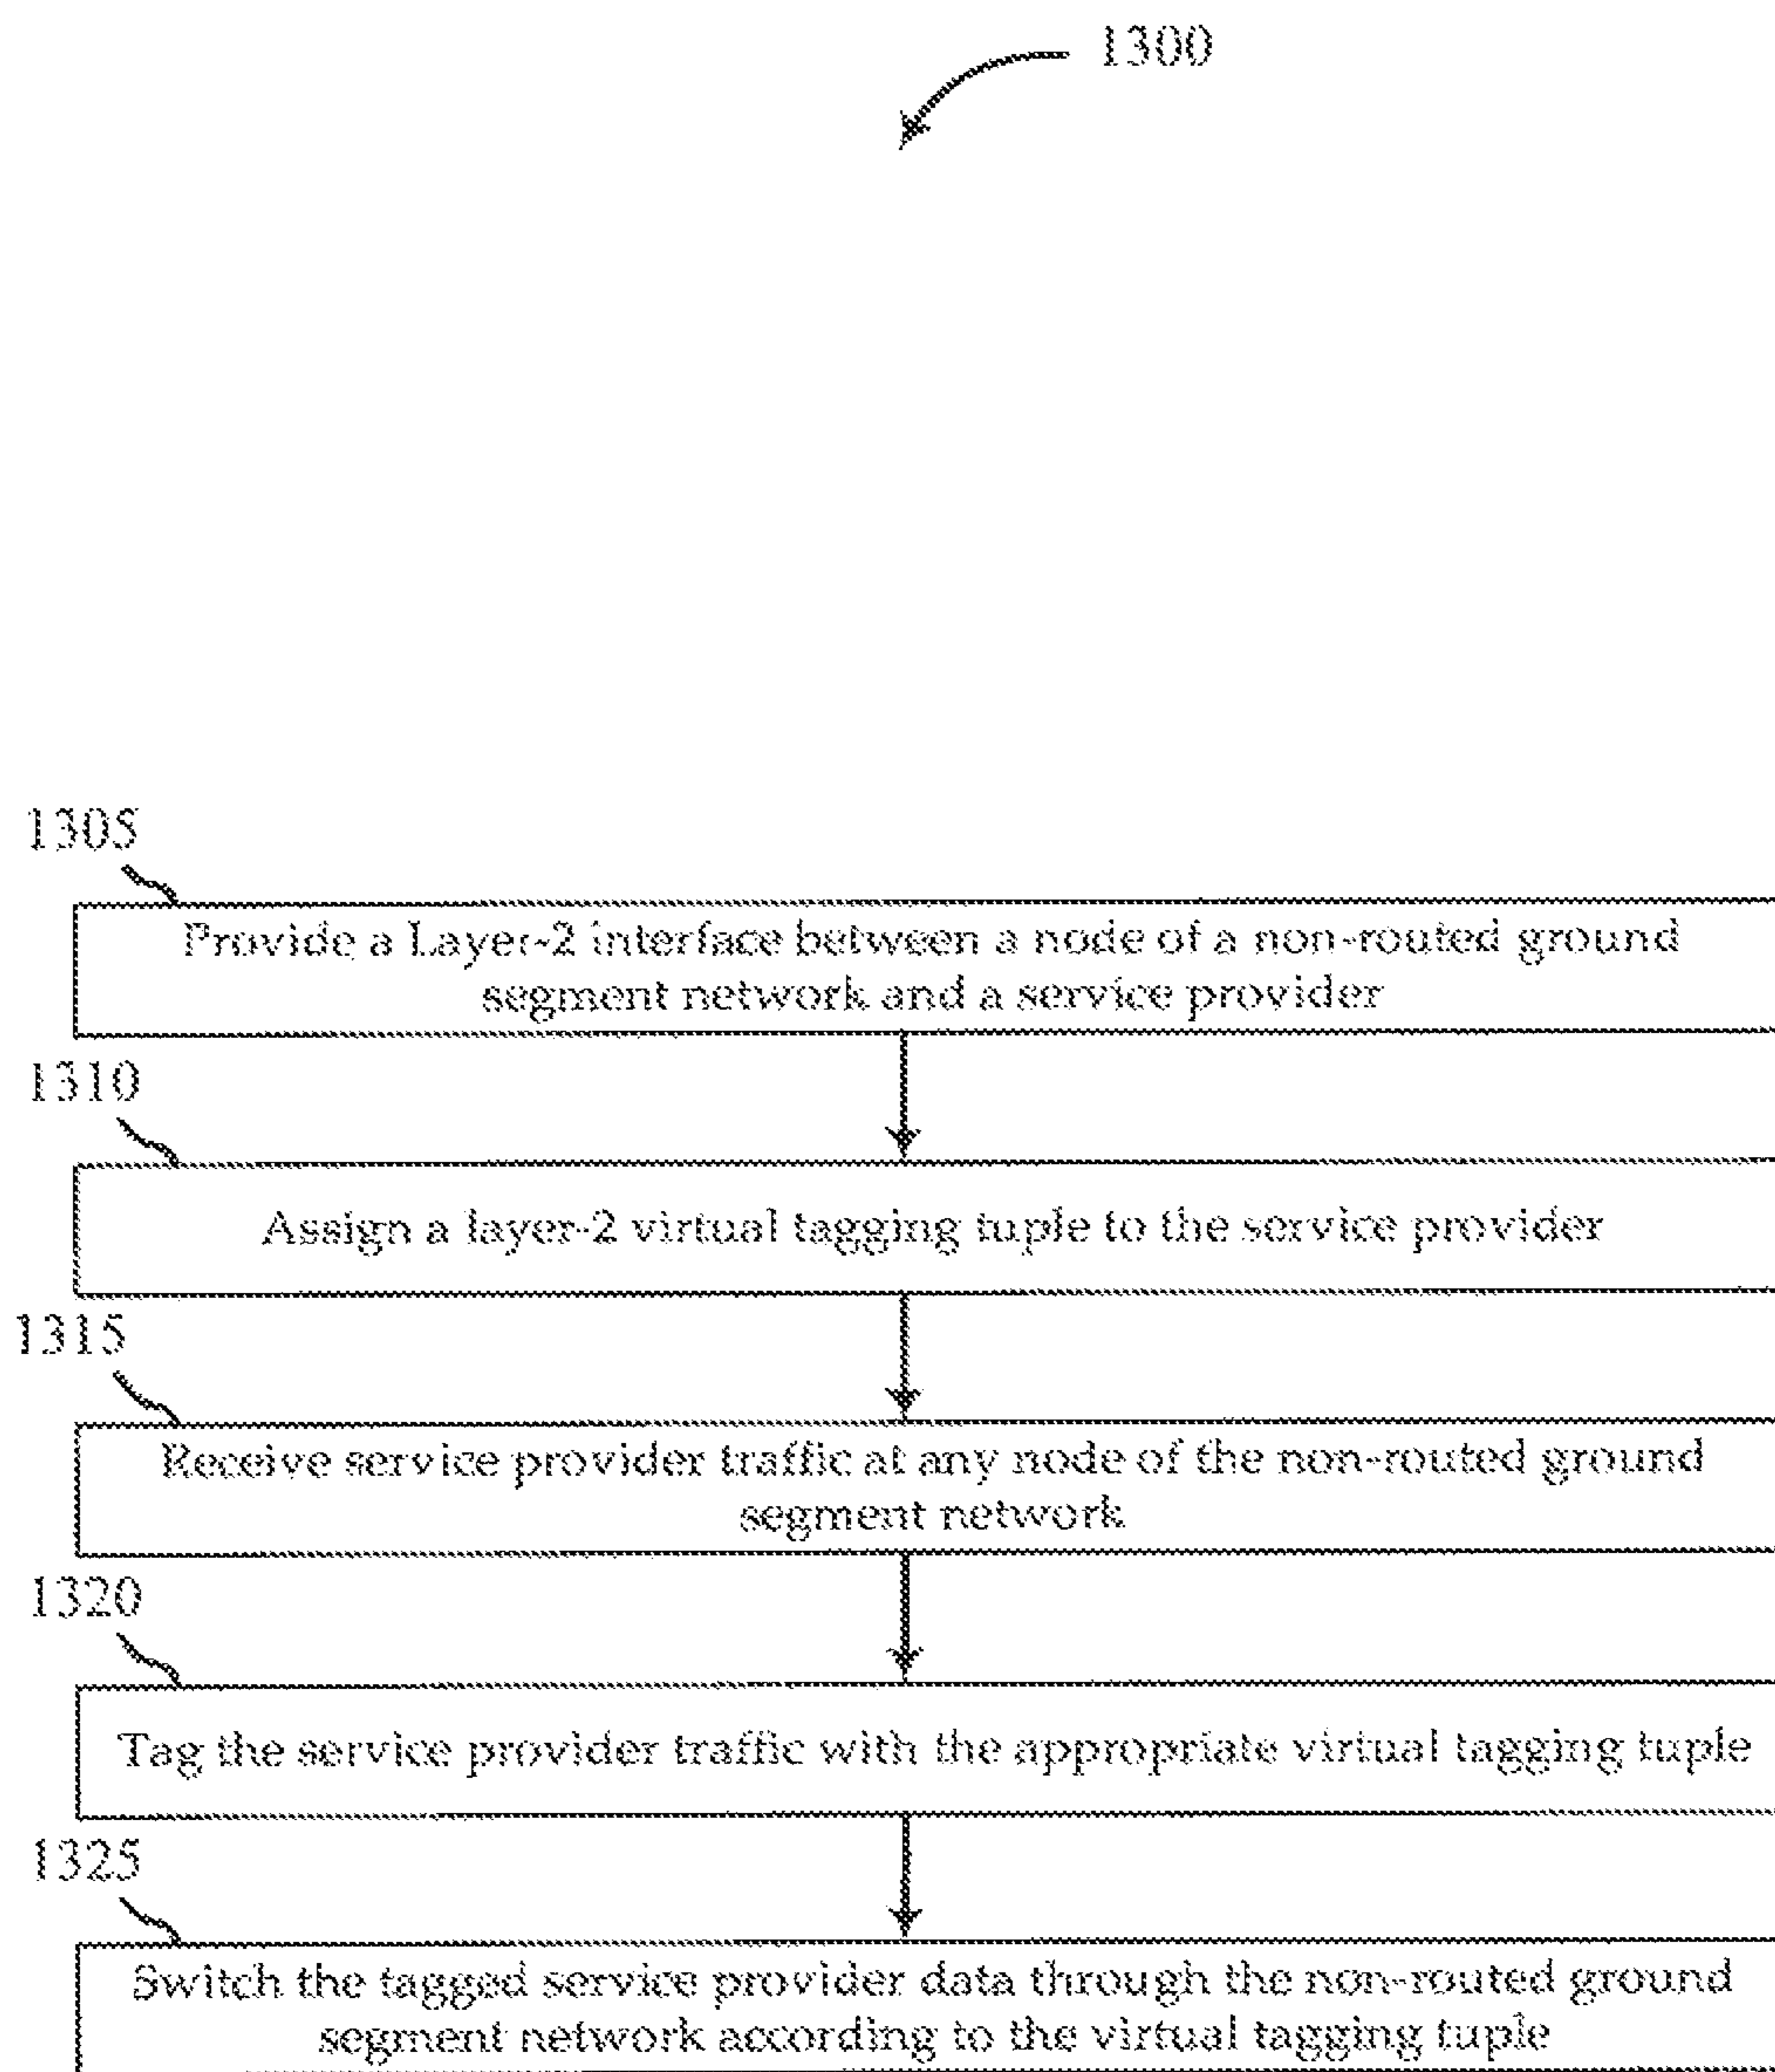 1300
1305
Provide a Layer-2 interface between a node of a non-routed ground
segment network and a service provider
1310
Assign a layer-2 virtual tagging tuple to the service provider
1315
Receive service provider traffic at any node of the non-routed ground
segment network
1320
Tag the service provider traffic with the appropriate virtual tagging tuple
1325
Switch the tagged service provider data through the non-routed ground
segment network according to the virtual tagging tuple